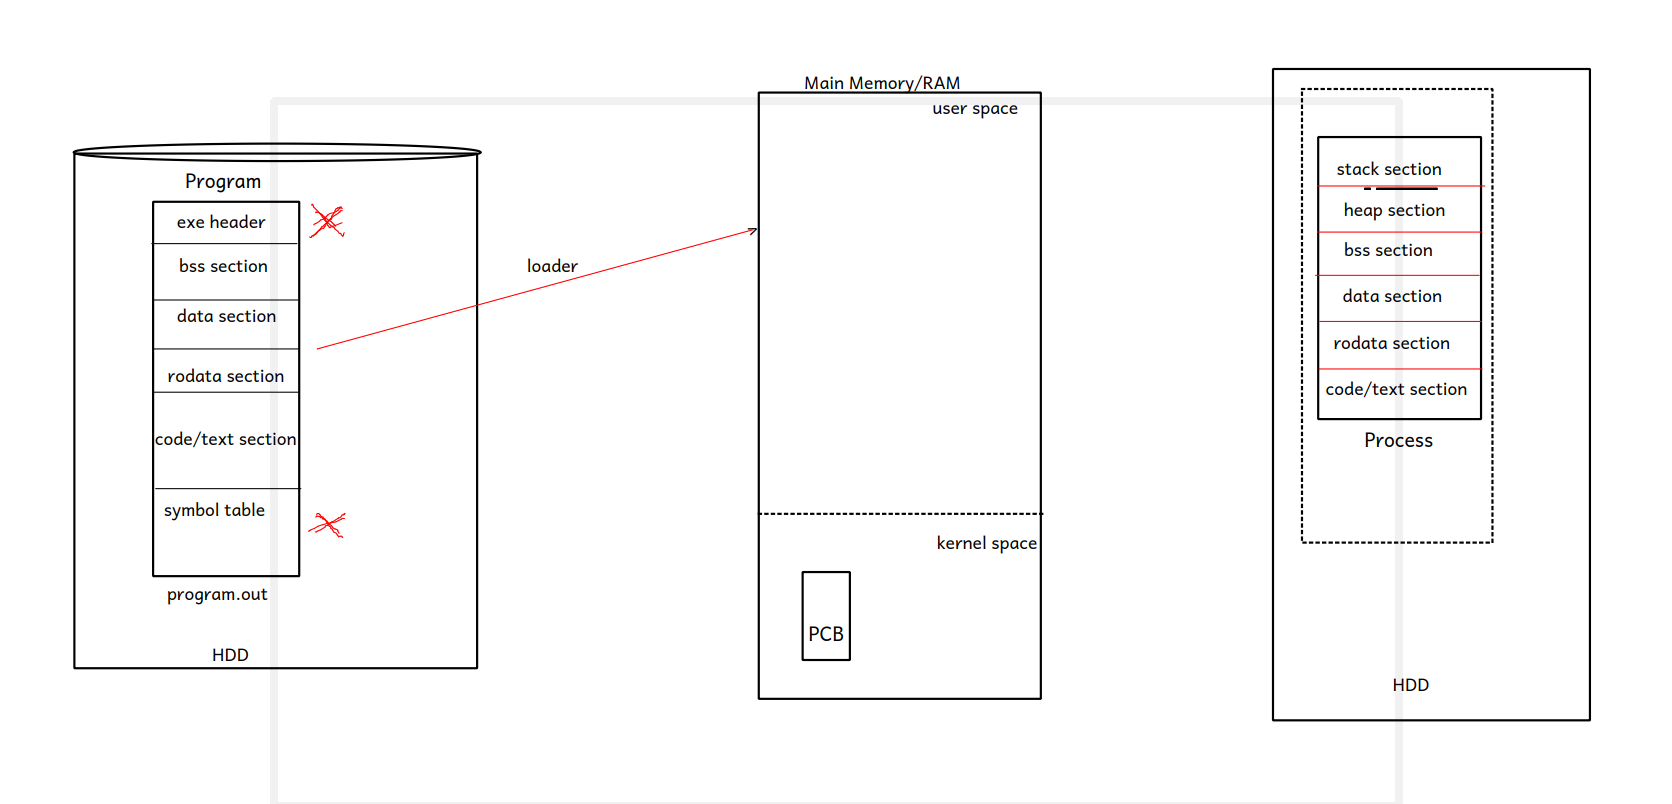 Program
exe header
bss section
data section
rodata section
code/text section
symbol table
program.out
HDD
loader
Main Memory/RAM
user space
kernel space
PCB
stack section
heap section
bss section
data section
rodata section
code/text section
Process
HDD